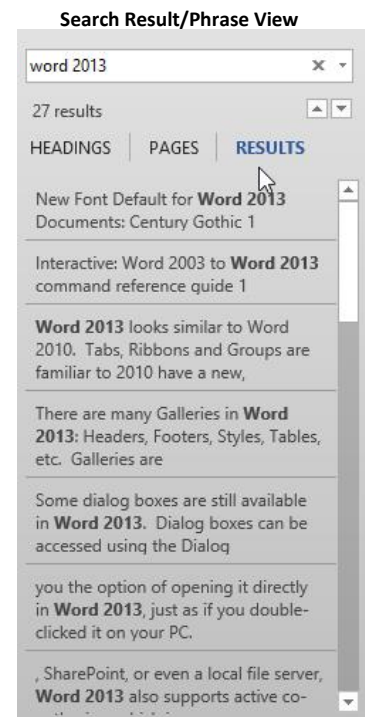 Search Result/Phrase View
word 2013
27 results
HEADINGS PAGES RESULTS
New Font Default for Word 2013
Documents: Century Gothic 1
Interactive: Word 2003 to Word 2013
command reference guide 1
Word 2013 looks similar to Word
2010.  Tabs, Ribbons and Groups are
familiar to 2010 have a new,
There are many Galleries in Word
2013: Headers, Footers, Styles, Tables,
etc.  Galleries are
Some dialog boxes are still available
in Word 2013.  Dialog boxes can be
accessed using the Dialog
you the option of opening it directly
in Word 2013, just as if you double-
clicked it on your PC.
, SharePoint, or even a local file server,
Word 2013 also supports active co-